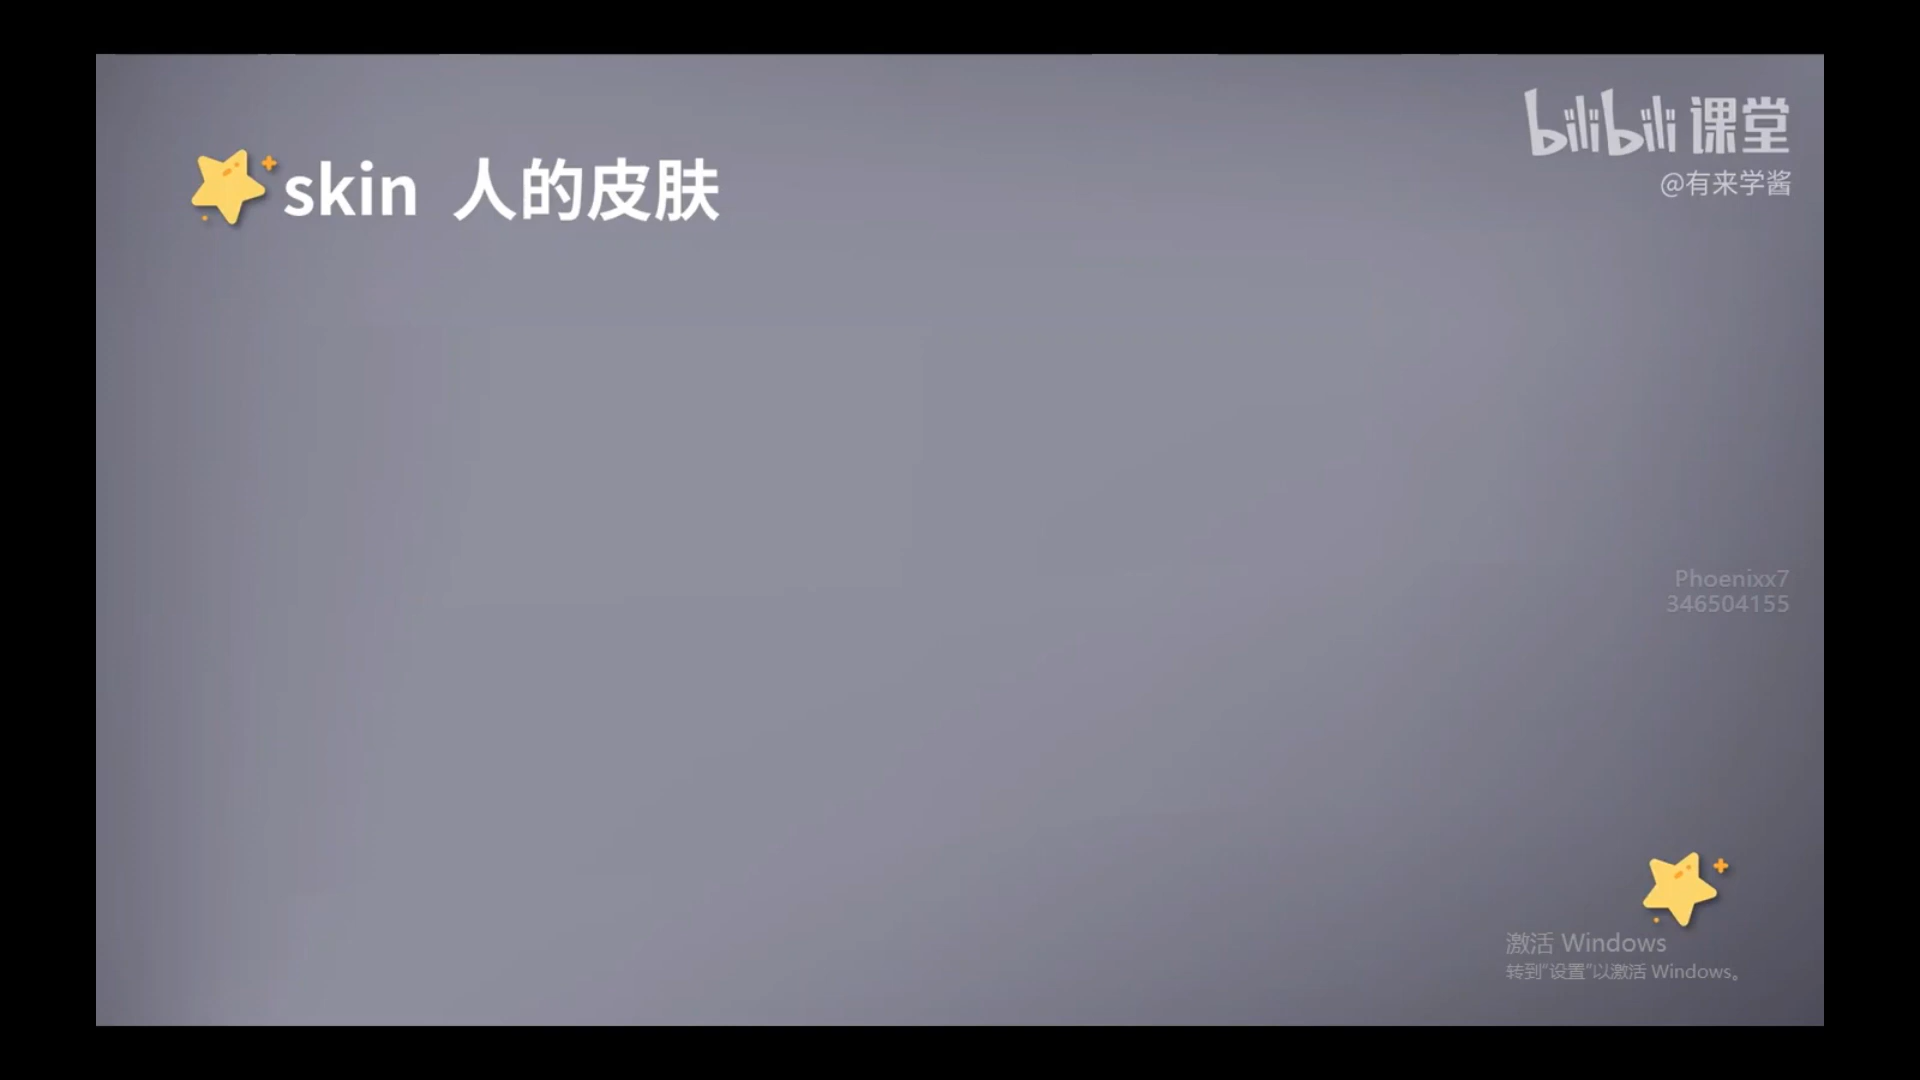 bilibili 课堂
@有来学酱
skin 人的皮肤
Phoenixx7
346504155
激活 Windows
转到"设置"以激活 Windows。